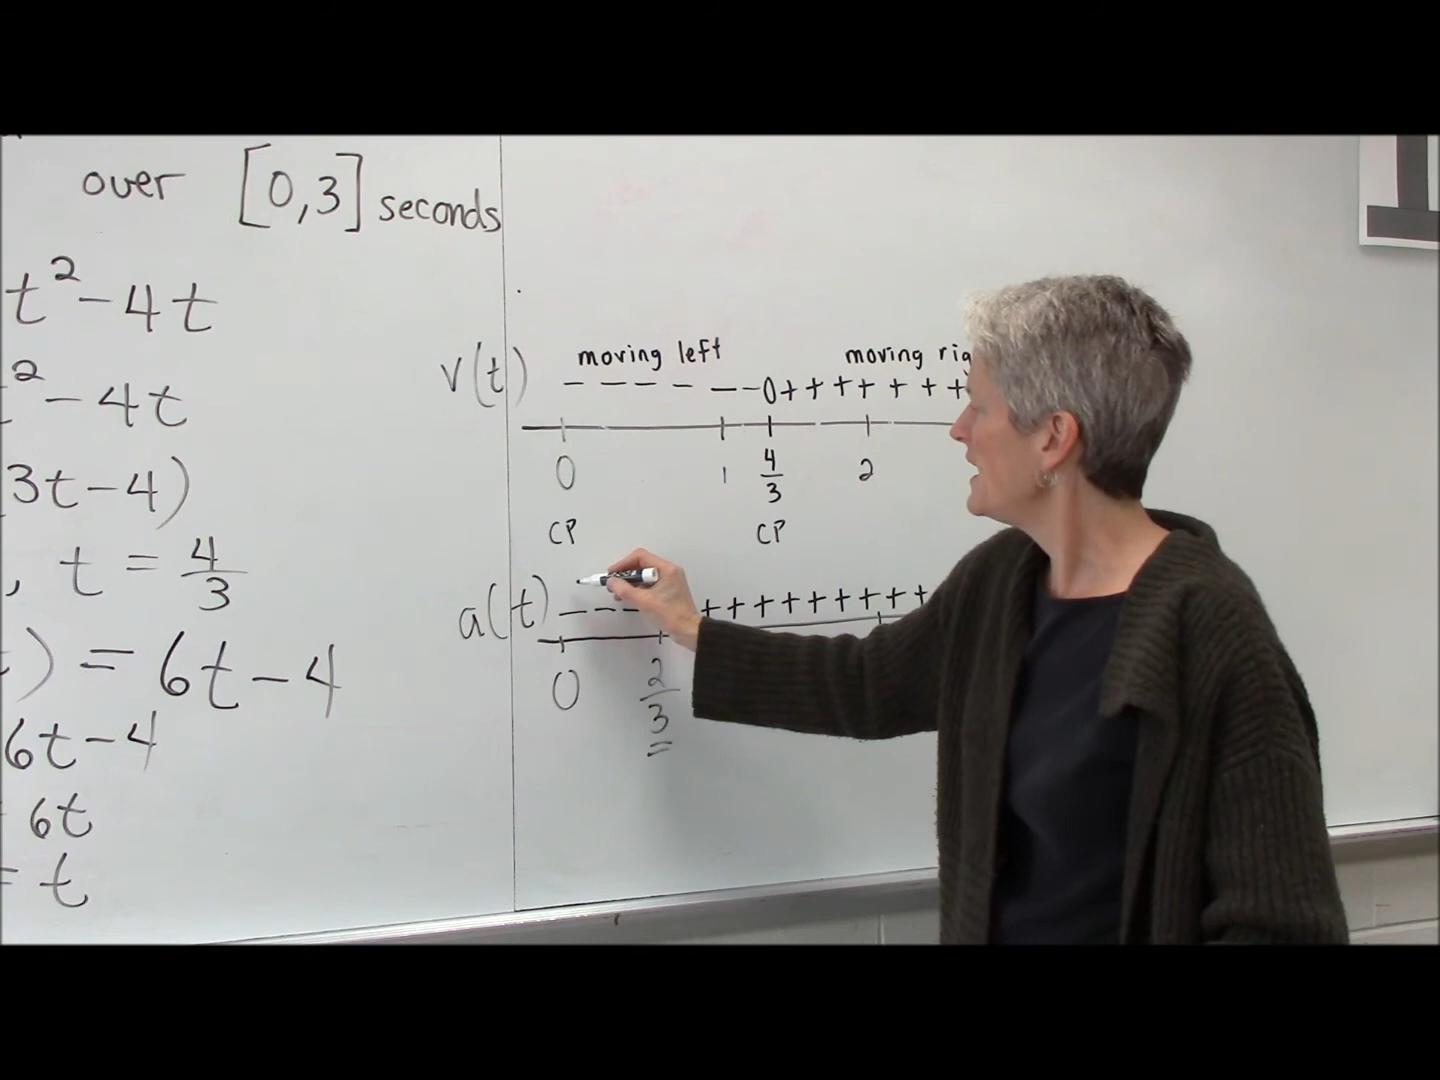 over [0,3] seconds
t²-4t
² -4t
3t-4)
, t = 4/3
) = 6t-4
6t-4
6t
= t
moving left moving rig
v(t) - - - - - - 0 + + + + + + +
0 1 4/3 2
CP CP
a(t) - - - + + + + + + + + +
0 2/3